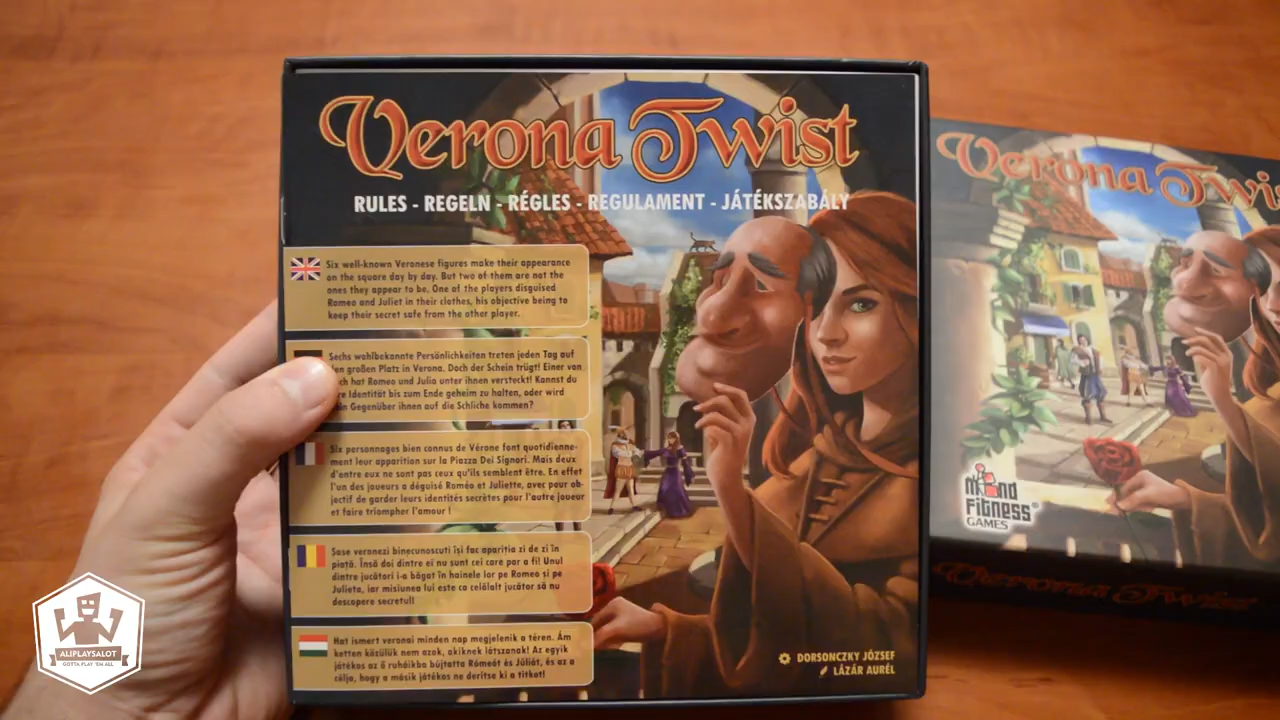 Verona Twist
RULES - REGELN - RÉGLES - REGULAMENT - JÁTÉKSZABÁLY
Six well-known Veronese figures make their appearance
on the square day by day. But two of them are not the
ones they appear to be. One of the players disguised
Romeo and Juliet in their clothes, his objective being to
keep their secret safe from the other player.
Sechs wohlbekannte Persönlichkeiten treten jeden Tag auf
den großen Platz in Verona. Doch der Schein trügt! Einer von
hat Romeo und Julia unter ihnen versteckt! Kannst du
Identität bis zum Ende geheim zu halten, oder wird
Gegenüber ihnen auf die Schliche kommen?
Six personnages bien connus de Vérone font quotidienne-
ment leur apparition sur la Piazza Dei Signori. Mais deux
d'entre eux ne sont pas ceux qu'ils semblent être. En effet
l'un des joueurs a déguisé Roméo et Juliette, avec pour ob-
jectif de garder leurs identités secrètes pour l'autre joueur
et faire triompher l'amour !
Șase veronezi binecunoscuti își fac apariția zi de zi în
piață. Însă doi dintre ei nu sunt cei care par a fi! Unul
dintre jucători i-a băgat în hainele lor pe Romeo si pe
Julieta, iar misiunea lui este ca celălalt jucător să nu
descopere secretul!
Hat ismert veronai minden nap megjelenik a téren. Ám
ketten közülük nem azok, akiknek látszanak! Az egyik
játékos az ő ruháikba bújtatta Rómeót és Júliát, és az a
célja, hogy a másik játékos ne derítse ki a titkot!
DORSONCZKY JÓZSEF
LÁZÁR AURÉL
Verona Twis
Mind
Fitness®
GAMES
Verona Twist
ALIPLAYSALOT
GOTTA PLAY 'EM ALL